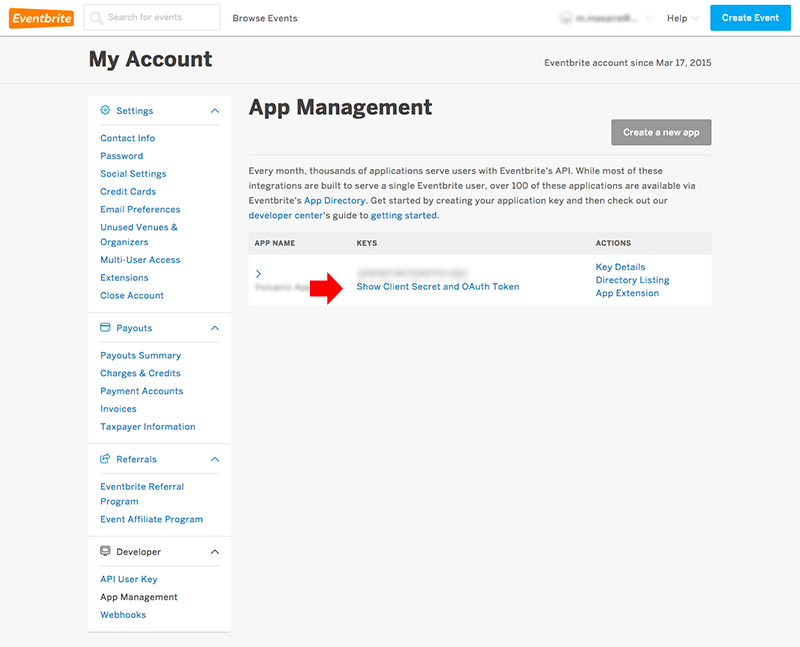 Eventbrite
Search for events
Browse Events
Help
Create Event
My Account
Eventbrite account since Mar 17, 2015
Settings
Contact Info
Password
Social Settings
Credit Cards
Email Preferences
Unused Venues &
Organizers
Multi-User Access
Extensions
Close Account
Payouts
Payouts Summary
Charges & Credits
Payment Accounts
Invoices
Taxpayer Information
Referrals
Eventbrite Referral
Program
Event Affiliate Program
Developer
API User Key
App Management
Webhooks
App Management
Create a new app
Every month, thousands of applications serve users with Eventbrite's API. While most of these
integrations are built to serve a single Eventbrite user, over 100 of these applications are available via
Eventbrite's App Directory. Get started by creating your application key and then check out our
developer center's guide to getting started.
APP NAME KEYS ACTIONS
Show Client Secret and OAuth Token
Key Details
Directory Listing
App Extension